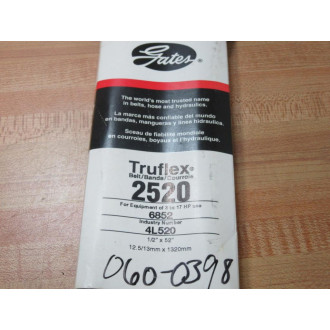 Gates®
The world's most trusted name
in belts, hose and hydraulics.
La marca más confiable del mundo
en bandas, mangueras y líneas hidráulicas.
Sceau de fiabilité mondiale
en courroies, boyaux et l'hydraulique.
Truflex®
Belt/Banda/Courroie
2520
For Equipment of 3 to 17 HP Use
6852
Industry Number
4L520
1/2" x 52"
12.5/13mm x 1320mm
060-0398